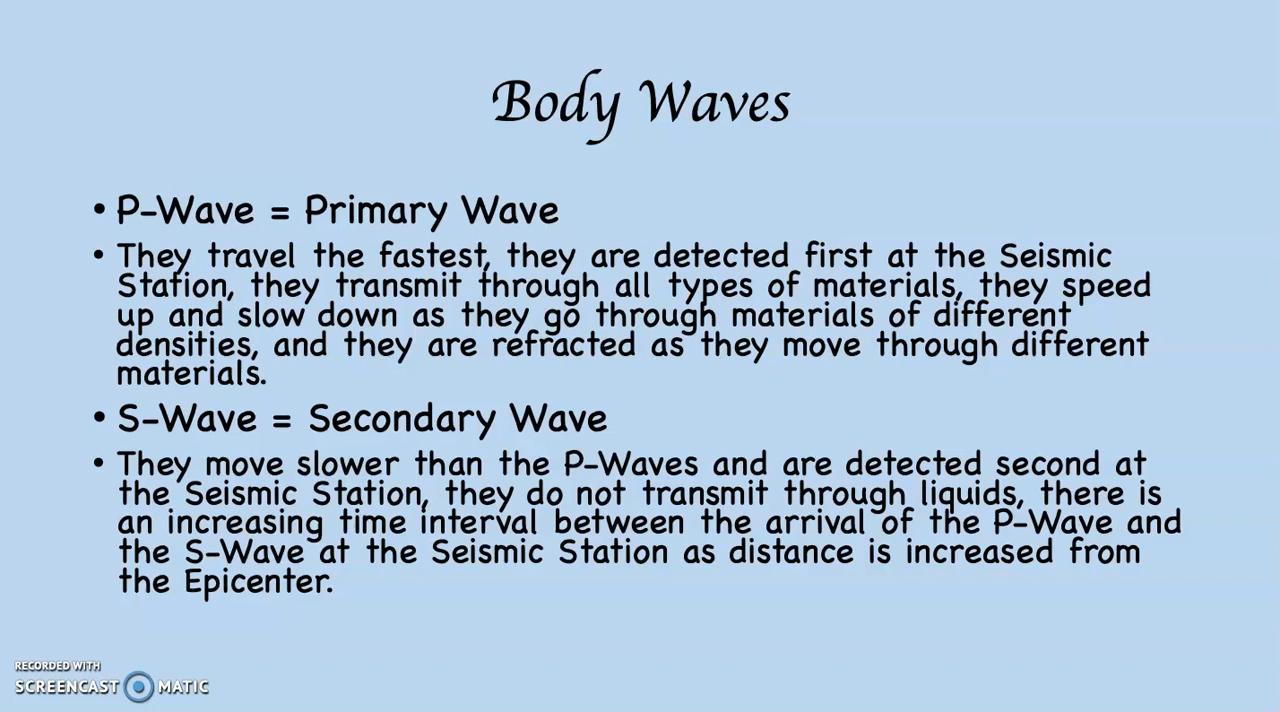 Body Waves
• P-Wave = Primary Wave
• They travel the fastest, they are detected first at the Seismic
Station, they transmit through all types of materials, they speed
up and slow down as they go through materials of different
densities, and they are refracted as they move through different
materials.
• S-Wave = Secondary Wave
• They move slower than the P-Waves and are detected second at
the Seismic Station, they do not transmit through liquids, there is
an increasing time interval between the arrival of the P-Wave and
the S-Wave at the Seismic Station as distance is increased from
the Epicenter.
RECORDED WITH
SCREENCAST MATIC